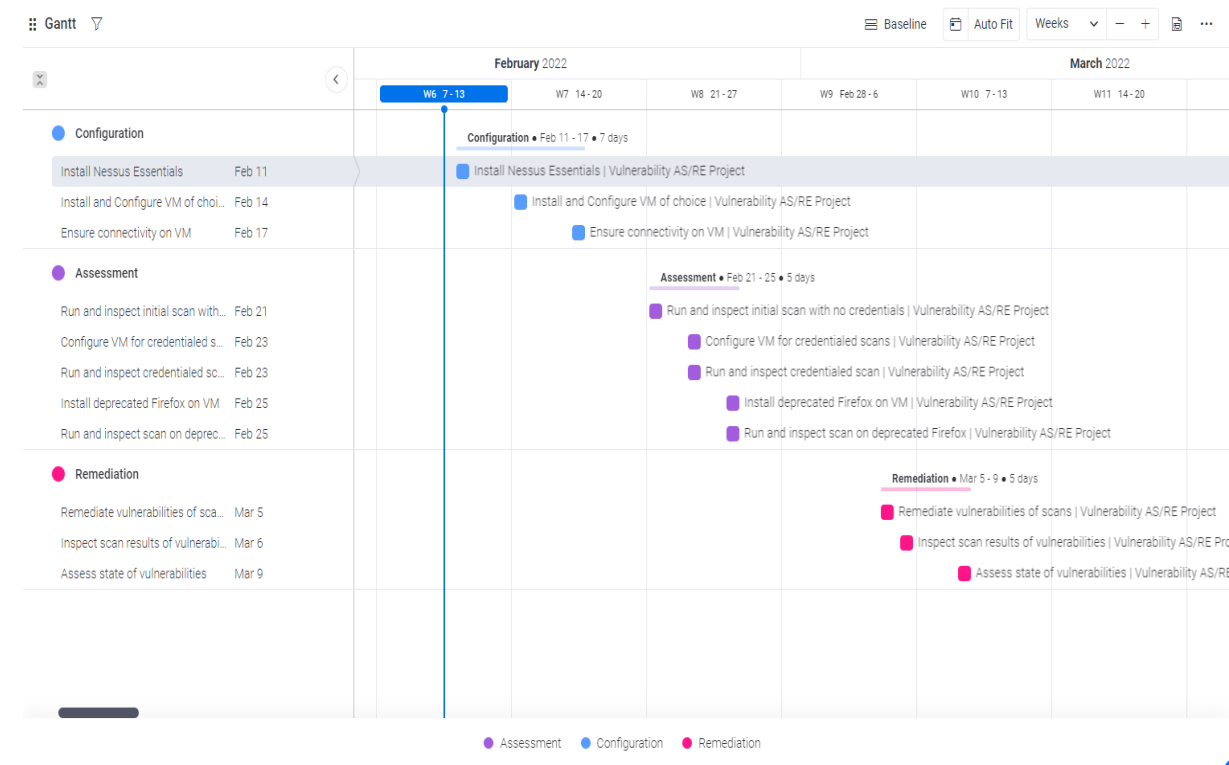 Gantt
Baseline Auto Fit Weeks
February 2022 March 2022
W6 7 - 13 W7 14 - 20 W8 21 - 27 W9 Feb 28 - 6 W10 7 - 13 W11 14 - 20
Configuration Configuration • Feb 11 - 17 • 7 days
Install Nessus Essentials Feb 11 Install Nessus Essentials | Vulnerability AS/RE Project
Install and Configure VM of choi... Feb 14 Install and Configure VM of choice | Vulnerability AS/RE Project
Ensure connectivity on VM Feb 17 Ensure connectivity on VM | Vulnerability AS/RE Project
Assessment Assessment • Feb 21 - 25 • 5 days
Run and inspect initial scan with... Feb 21 Run and inspect initial scan with no credentials | Vulnerability AS/RE Project
Configure VM for credentialed s... Feb 23 Configure VM for credentialed scans | Vulnerability AS/RE Project
Run and inspect credentialed sc... Feb 23 Run and inspect credentialed scan | Vulnerability AS/RE Project
Install deprecated Firefox on VM Feb 25 Install deprecated Firefox on VM | Vulnerability AS/RE Project
Run and inspect scan on deprec... Feb 25 Run and inspect scan on deprecated Firefox | Vulnerability AS/RE Project
Remediation Remediation • Mar 5 - 9 • 5 days
Remediate vulnerabilities of sca... Mar 5 Remediate vulnerabilities of scans | Vulnerability AS/RE Project
Inspect scan results of vulnerabi... Mar 6 Inspect scan results of vulnerabilities | Vulnerability AS/RE Pro
Assess state of vulnerabilities Mar 9 Assess state of vulnerabilities | Vulnerability AS/RE
Assessment Configuration Remediation